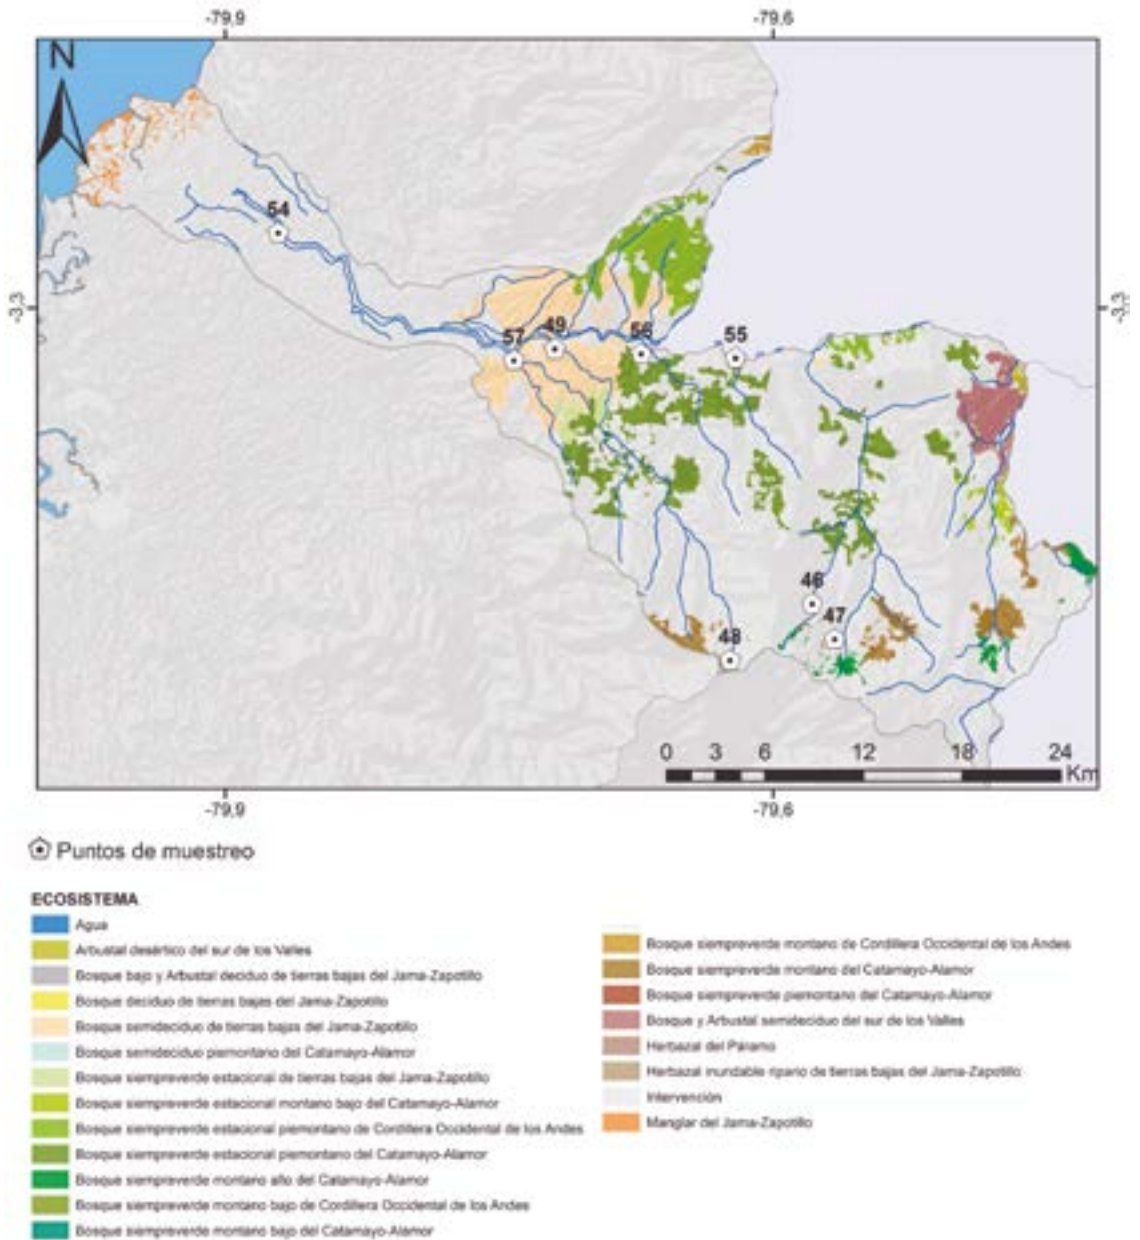 -79.9
-79.6
N
54
-3.3
-3.3
49
57
56
55
46
47
48
0 3 6 12 18 24
Km
-79.9
-79.6
Puntos de muestreo
ECOSISTEMA
Agua
Arbustal desértico del sur de los Valles
Bosque bajo y Arbustal deciduo de tierras bajas del Jama-Zapotillo
Bosque deciduo de tierras bajas del Jama-Zapotillo
Bosque semideciduo de tierras bajas del Jama-Zapotillo
Bosque semideciduo piemontano del Catamayo-Alamor
Bosque siempreverde estacional de tierras bajas del Jama-Zapotillo
Bosque siempreverde estacional montano bajo del Catamayo-Alamor
Bosque siempreverde estacional piemontano de Cordillera Occidental de los Andes
Bosque siempreverde estacional piemontano del Catamayo-Alamor
Bosque siempreverde montano alto del Catamayo-Alamor
Bosque siempreverde montano bajo de Cordillera Occidental de los Andes
Bosque siempreverde montano bajo del Catamayo-Alamor
Bosque siempreverde montano de Cordillera Occidental de los Andes
Bosque siempreverde montano del Catamayo-Alamor
Bosque siempreverde piemontano del Catamayo-Alamor
Bosque y Arbustal semideciduo del sur de los Valles
Herbazal del Páramo
Herbazal inundable ripario de tierras bajas del Jama-Zapotillo
Intervención
Manglar del Jama-Zapotillo